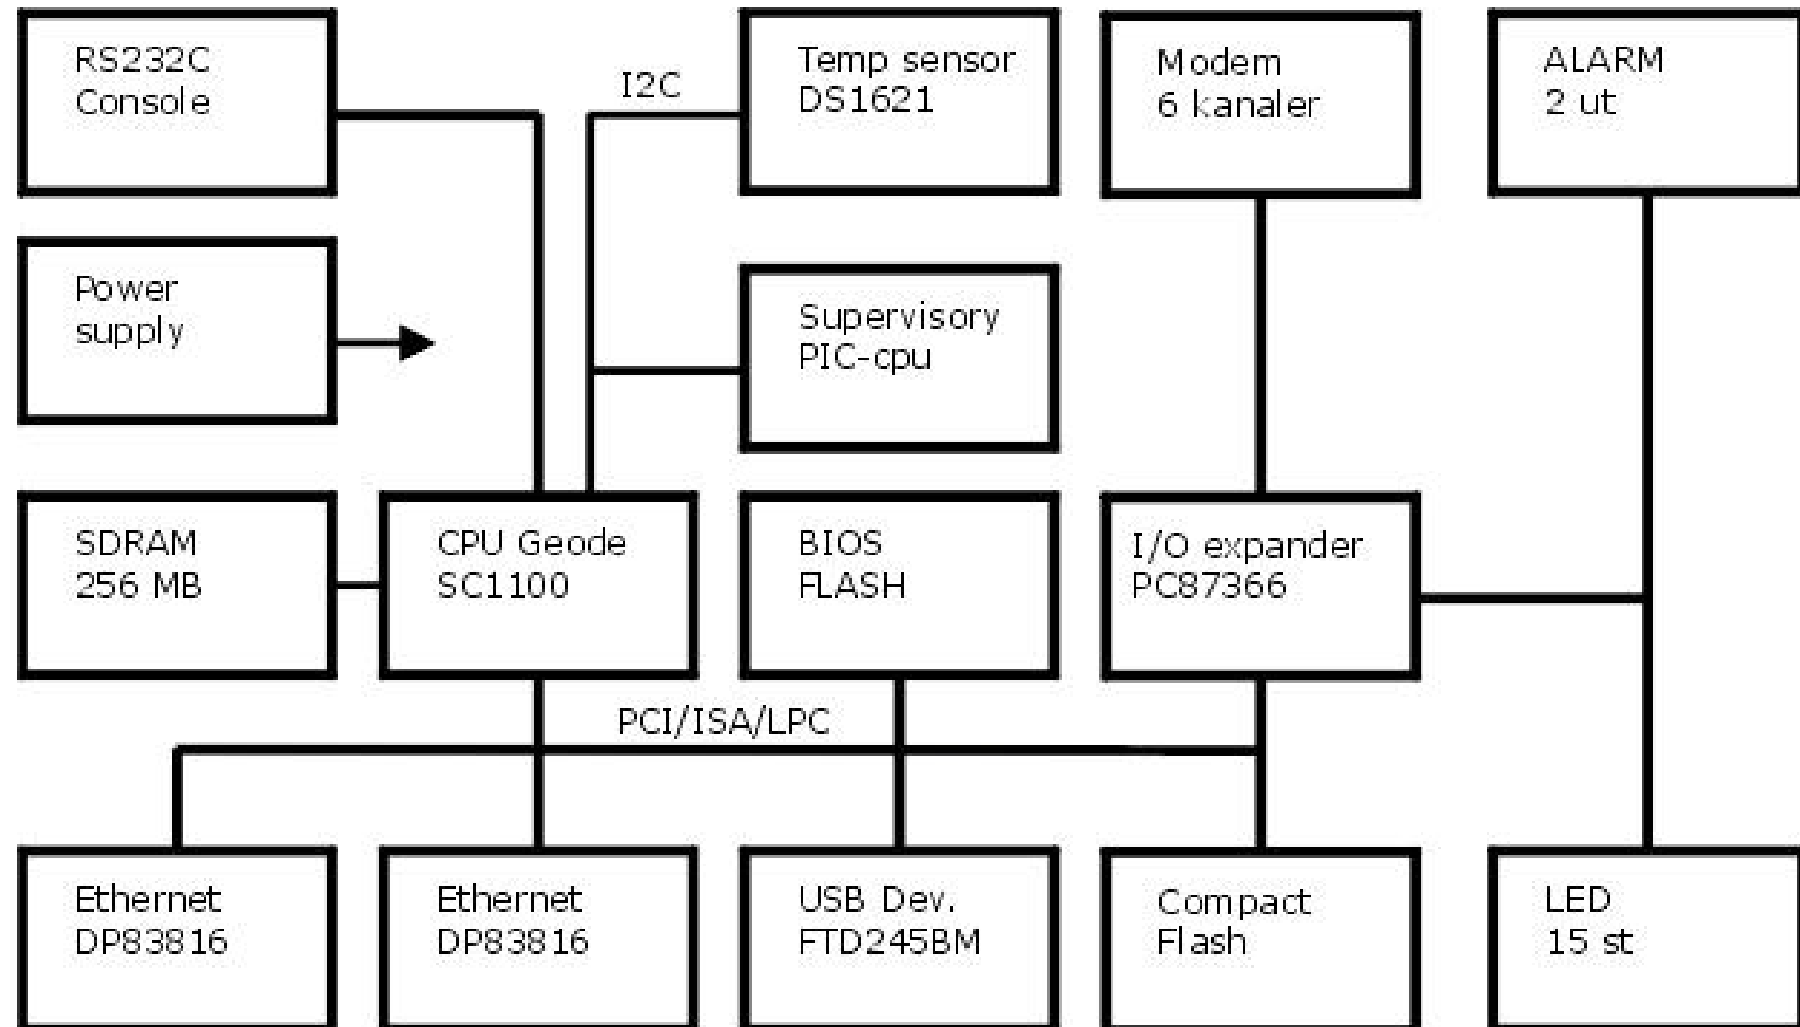 RS232C
Console
I2C
Temp sensor
DS1621
Modem
6 kanaler
ALARM
2 ut
Power
supply
Supervisory
PIC-cpu
SDRAM
256 MB
CPU Geode
SC1100
BIOS
FLASH
I/O expander
PC87366
PCI/ISA/LPC
Ethernet
DP83816
Ethernet
DP83816
USB Dev.
FTD245BM
Compact
Flash
LED
15 st